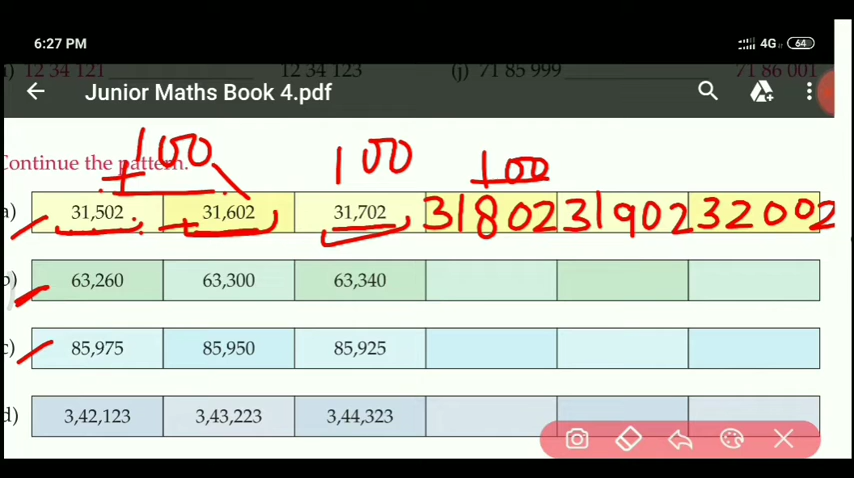 6:27 PM 4G 64
12 34 121 12 34 123 (j) 71 85 999 71 86 001
Junior Maths Book 4.pdf
+100 100 100
Continue the pattern.
a) 31,502 31,602 31,702 31802 31902 32002
b) 63,260 63,300 63,340
c) 85,975 85,950 85,925
d) 3,42,123 3,43,223 3,44,323